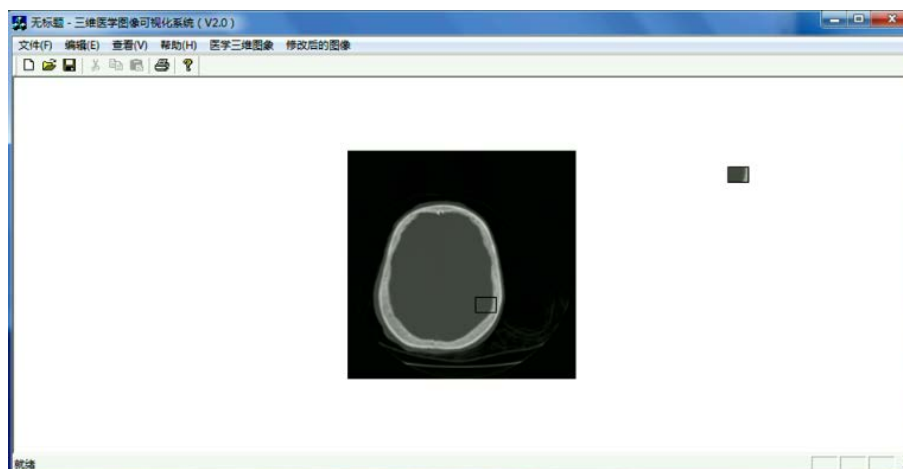 无标题 - 三维医学图像可视化系统（V2.0）
文件(F) 编辑(E) 查看(V) 帮助(H) 医学三维图象 修改后的图像
就绪